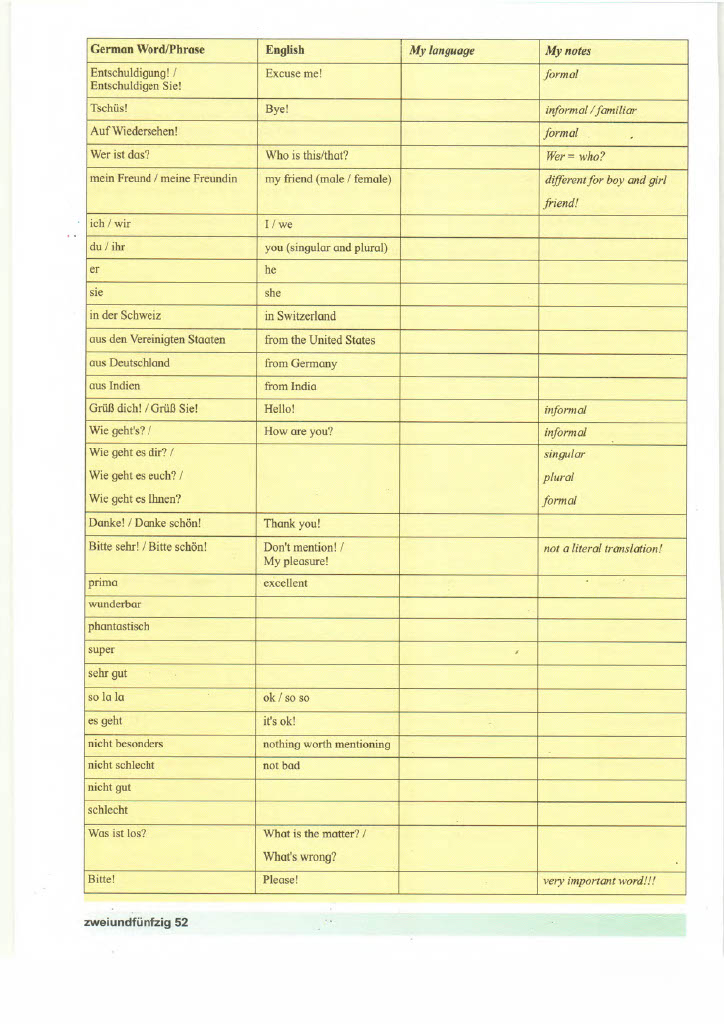 German Word/Phrase English My language My notes
Entschuldigung! / Excuse me! formal
Entschuldigen Sie!
Tschüs! Bye! informal / familiar
Auf Wiedersehen! formal
Wer ist das? Who is this/that? Wer = who?
mein Freund / meine Freundin my friend (male / female) different for boy and girl
friend!
ich / wir I / we
du / ihr you (singular and plural)
er he
sie she
in der Schweiz in Switzerland
aus den Vereinigten Staaten from the United States
aus Deutschland from Germany
aus Indien from India
Grüß dich! / Grüß Sie! Hello! informal
Wie geht's? / How are you? informal
Wie geht es dir? / singular
Wie geht es euch? / plural
Wie geht es Ihnen? formal
Danke! / Danke schön! Thank you!
Bitte sehr! / Bitte schön! Don't mention! / not a literal translation!
My pleasure!
prima excellent
wunderbar
phantastisch
super
sehr gut
so la la ok / so so
es geht it's ok!
nicht besonders nothing worth mentioning
nicht schlecht not bad
nicht gut
schlecht
Was ist los? What is the matter? /
What's wrong?
Bitte! Please! very important word!!!
zweiundfünfzig 52